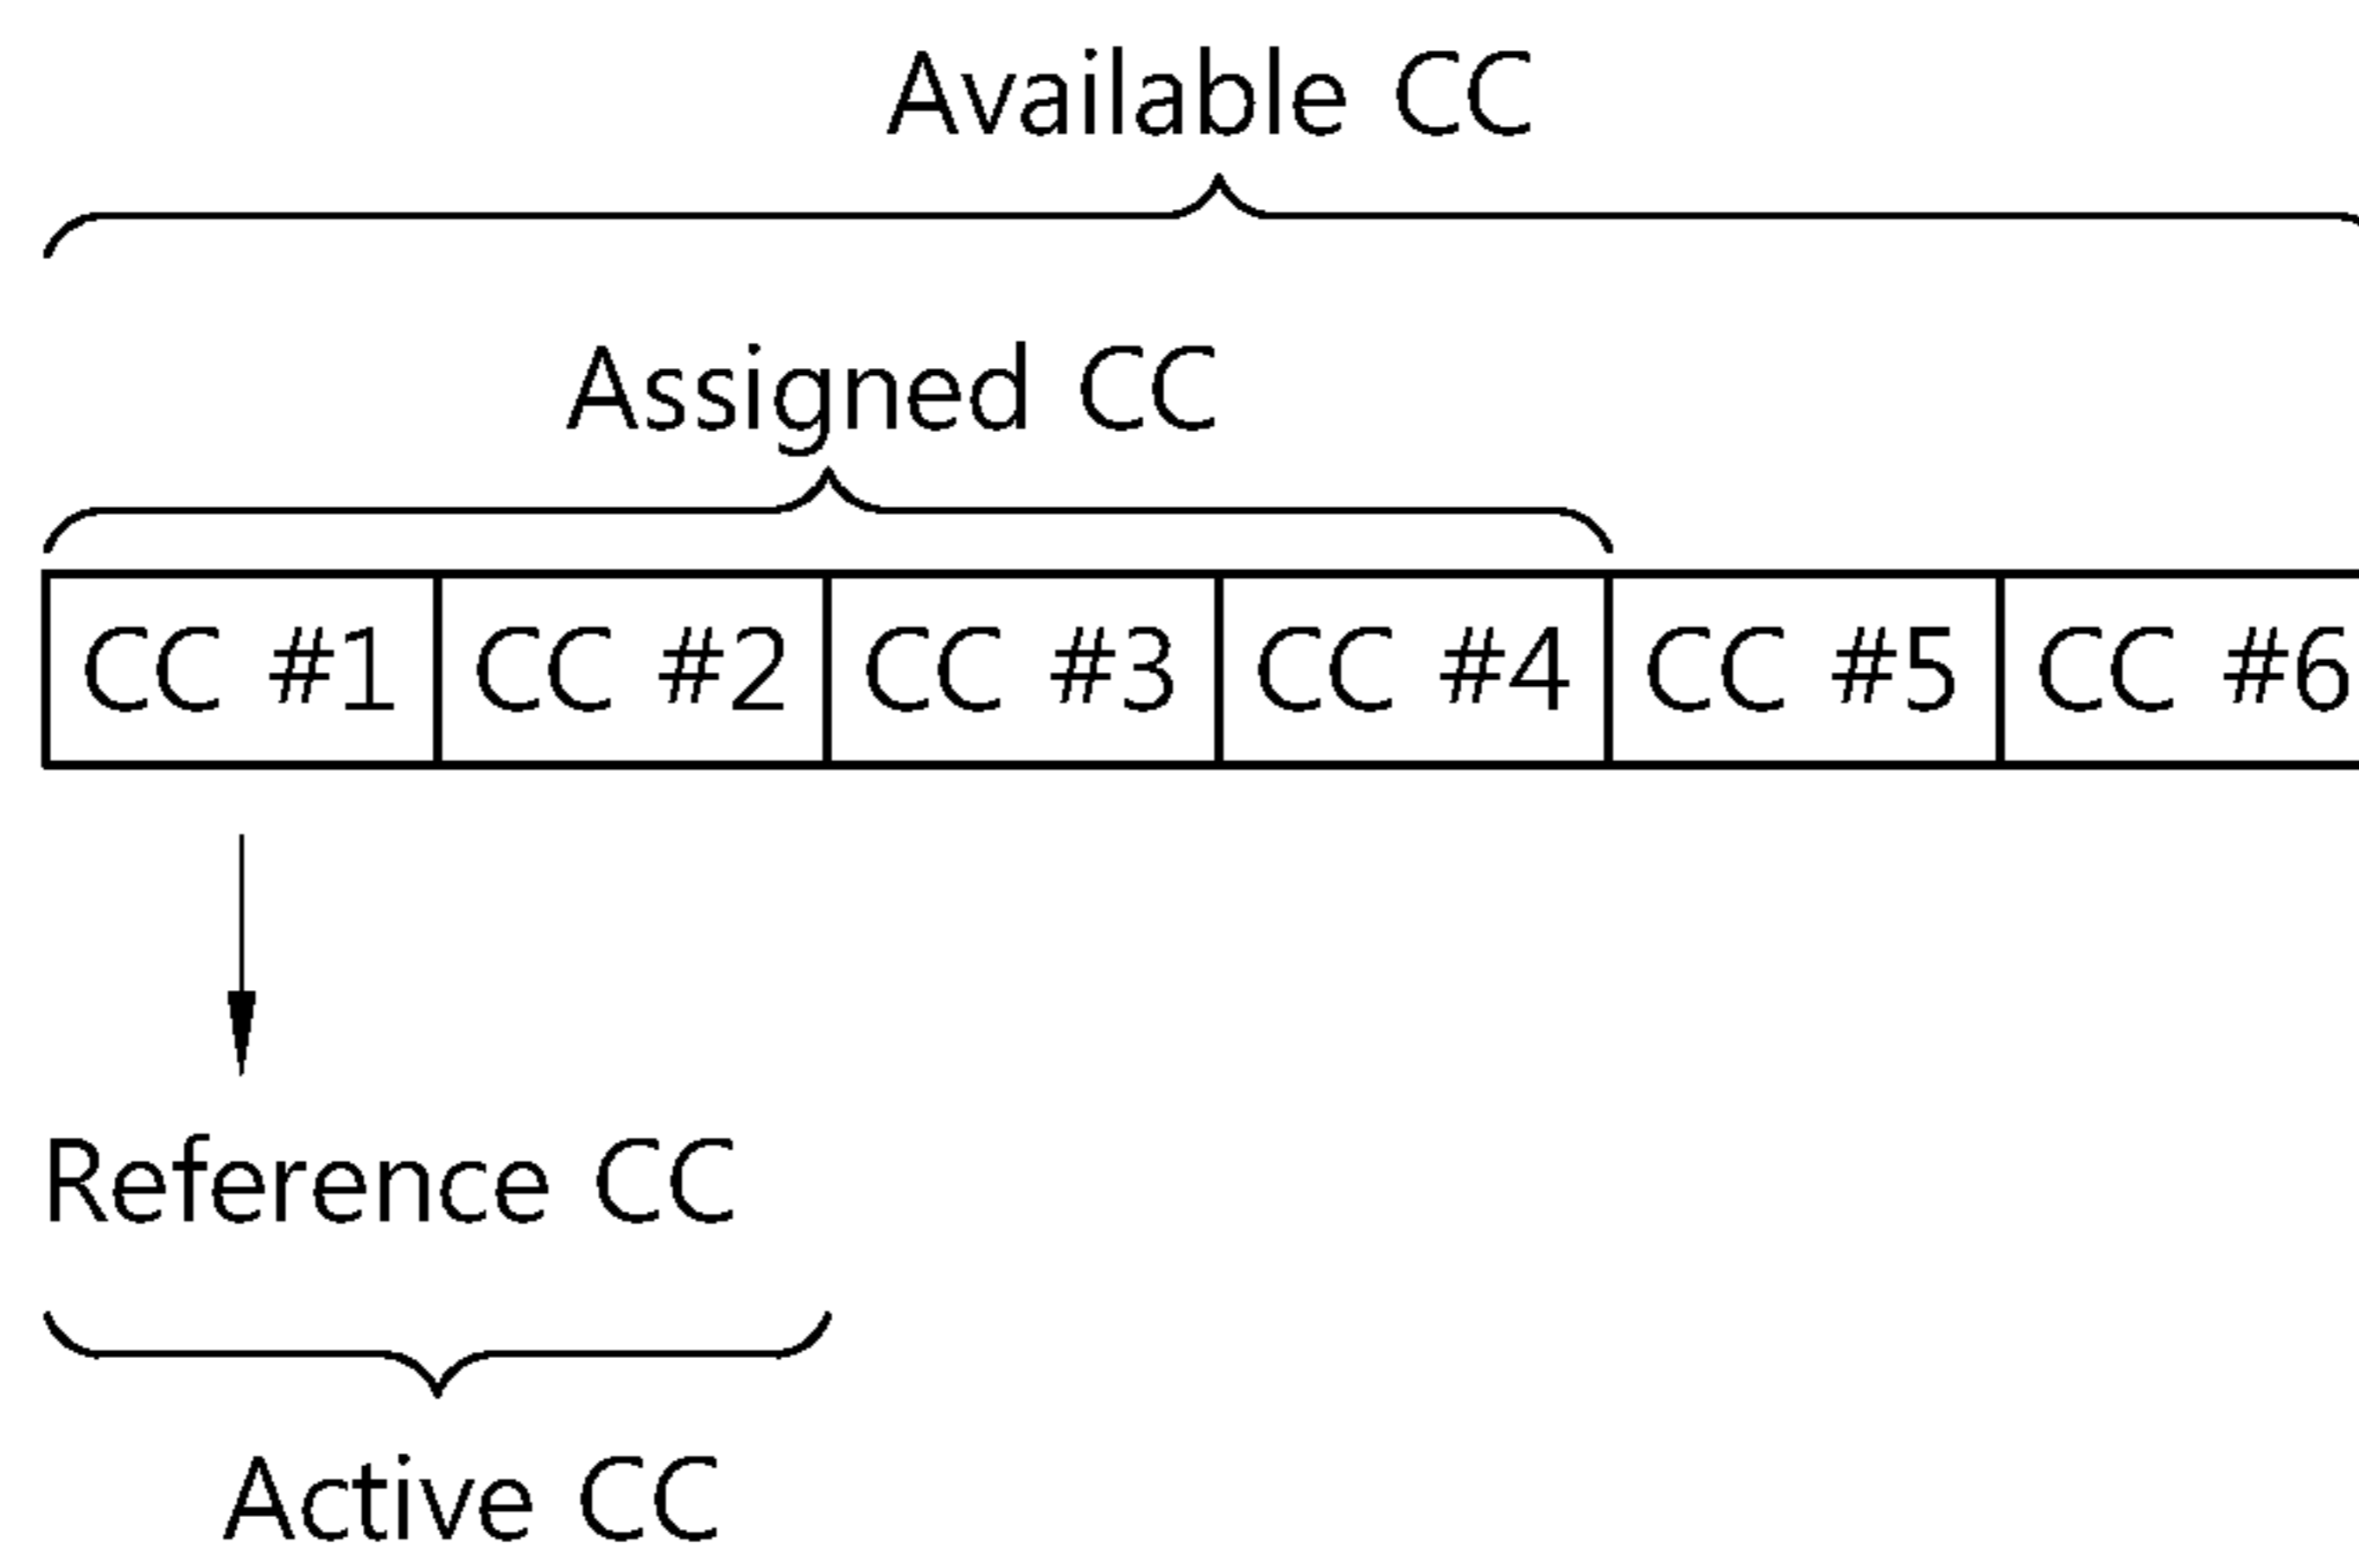 Available CC
Assigned CC
CC #1 CC #2 CC #3 CC #4 CC #5 CC #6
Reference CC
Active CC